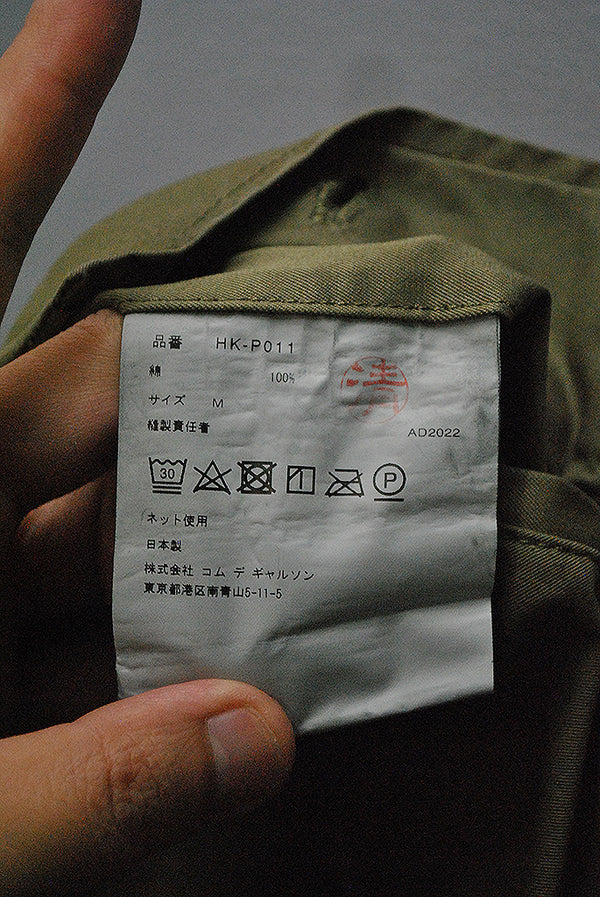 品番 HK-P011
綿 100%
サイズ M
縫製責任者
清
AD2022
30 P
ネット使用
日本製
株式会社 コム デ ギャルソン
東京都港区南青山5-11-5